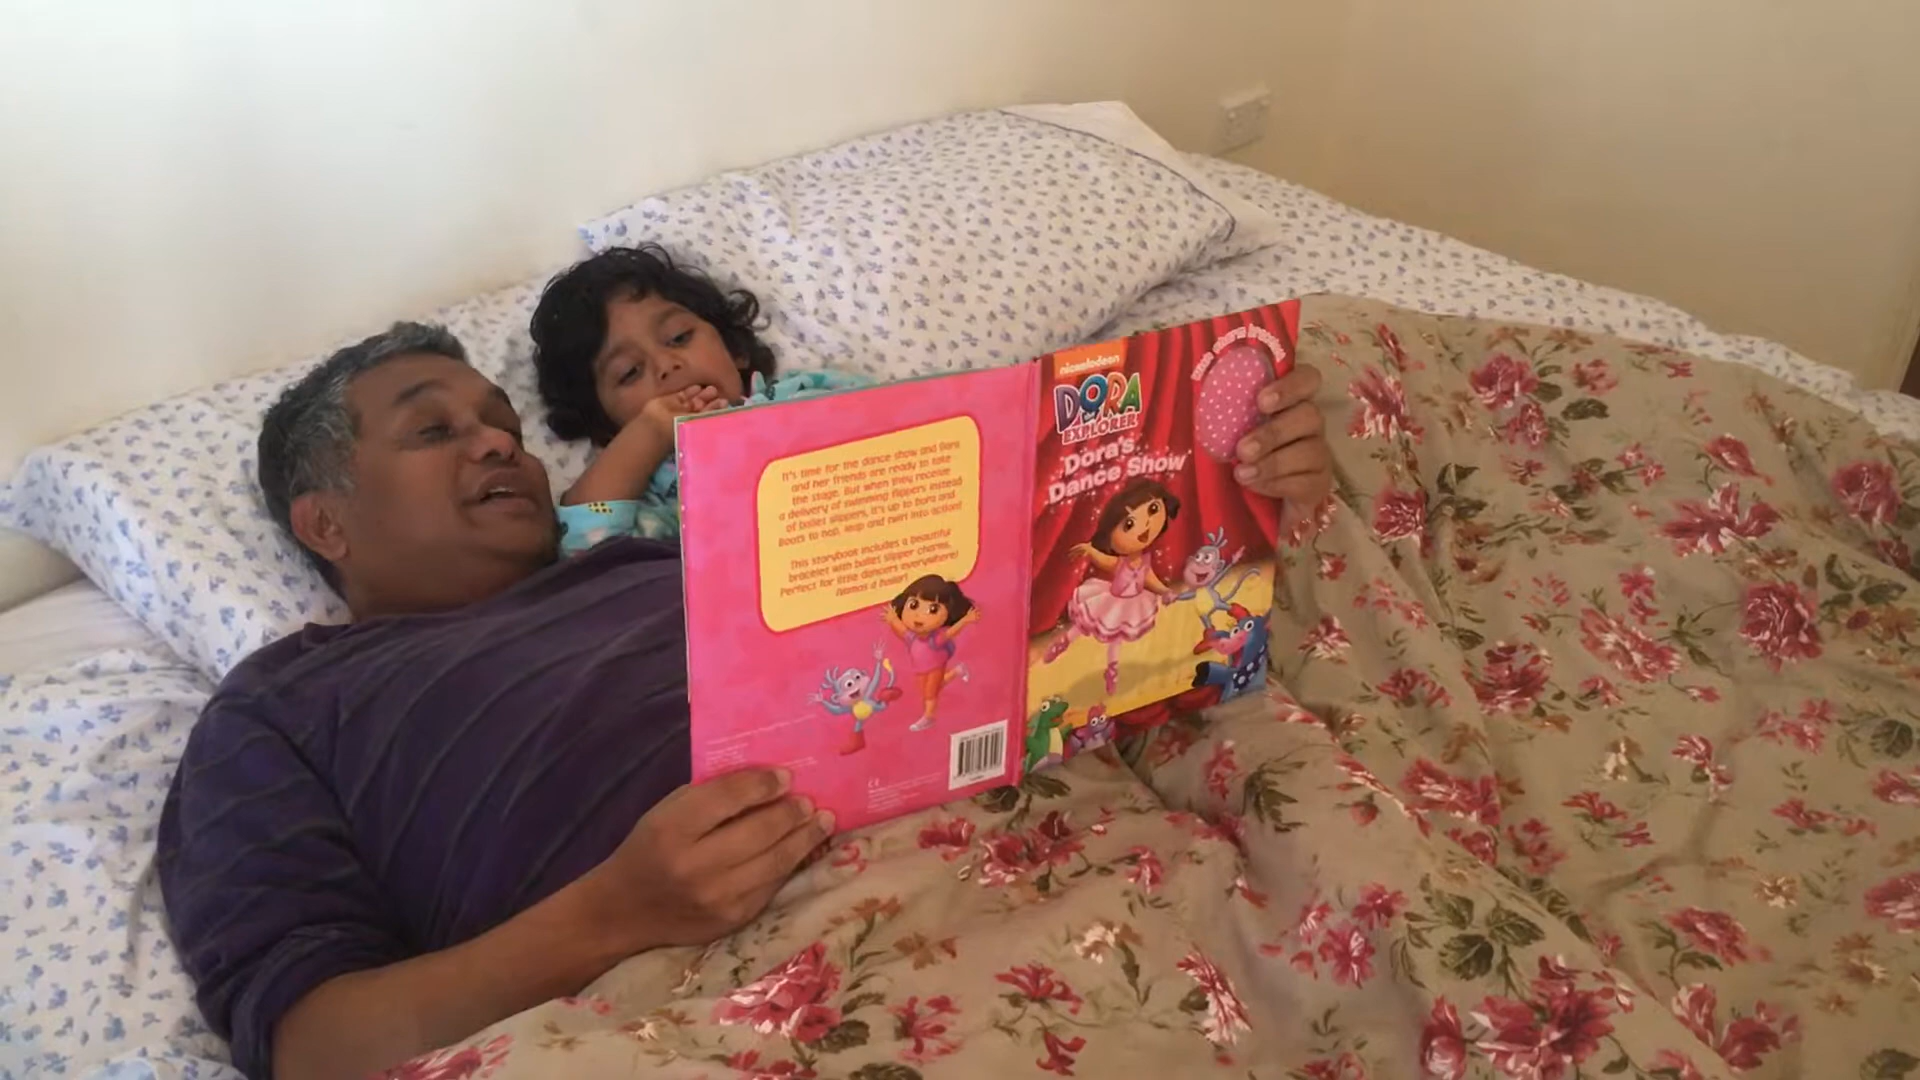 It's time for the dance show and Dora
and her friends are ready to take
the stage. But when they receive
a delivery of swimming flippers instead
of ballet slippers, it's up to Dora and
Boots to hop, leap and twirl into action!
This storybook includes a beautiful
bracelet with ballet slipper charms.
Perfect for little dancers everywhere!
¡Vamos a bailar!
nickelodeon
DORA
the
EXPLORER
Dora's
Dance Show